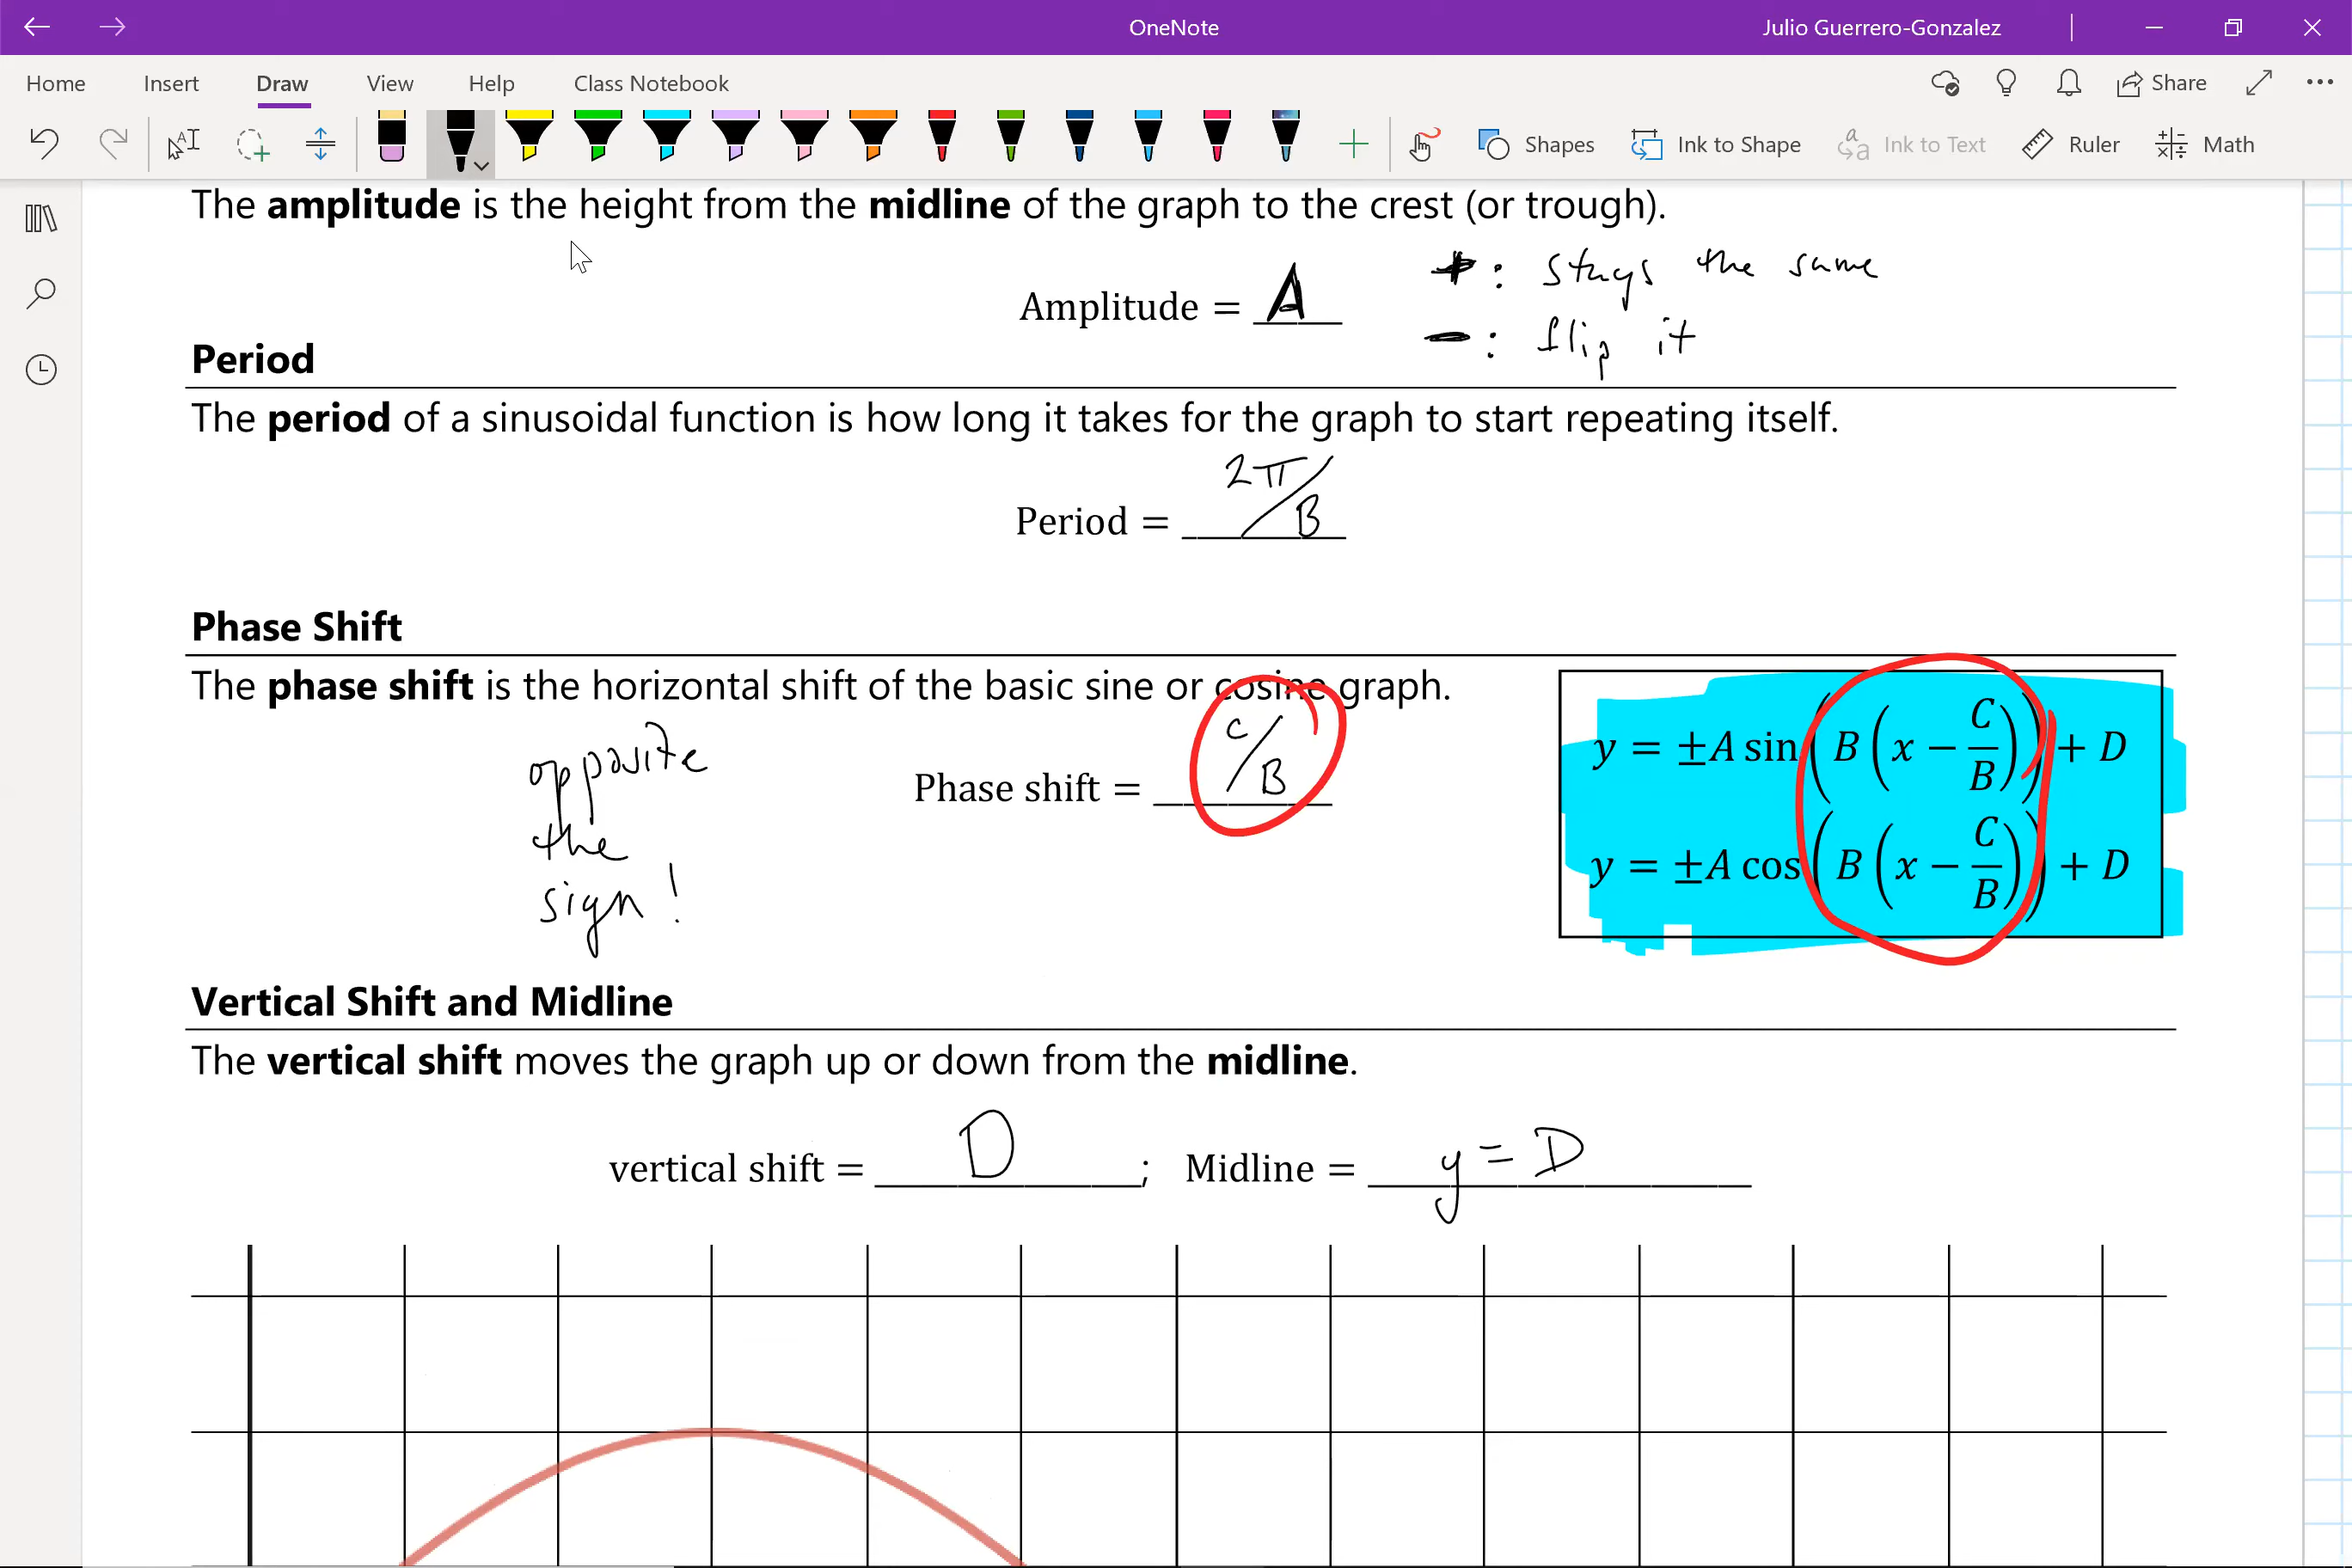 OneNote
Julio Guerrero-Gonzalez
Home Insert Draw View Help Class Notebook
Share
Shapes Ink to Shape Ink to Text Ruler Math
The amplitude is the height from the midline of the graph to the crest (or trough).
Amplitude = A
+: stays the same
−: flip it
Period
The period of a sinusoidal function is how long it takes for the graph to start repeating itself.
Period = 2π/B
Phase Shift
The phase shift is the horizontal shift of the basic sine or cosine graph.
opposite
the
sign!
Phase shift = C/B
y = ±A sin(B(x − C/B)) + D
y = ±A cos(B(x − C/B)) + D
Vertical Shift and Midline
The vertical shift moves the graph up or down from the midline.
vertical shift = D; Midline = y = D